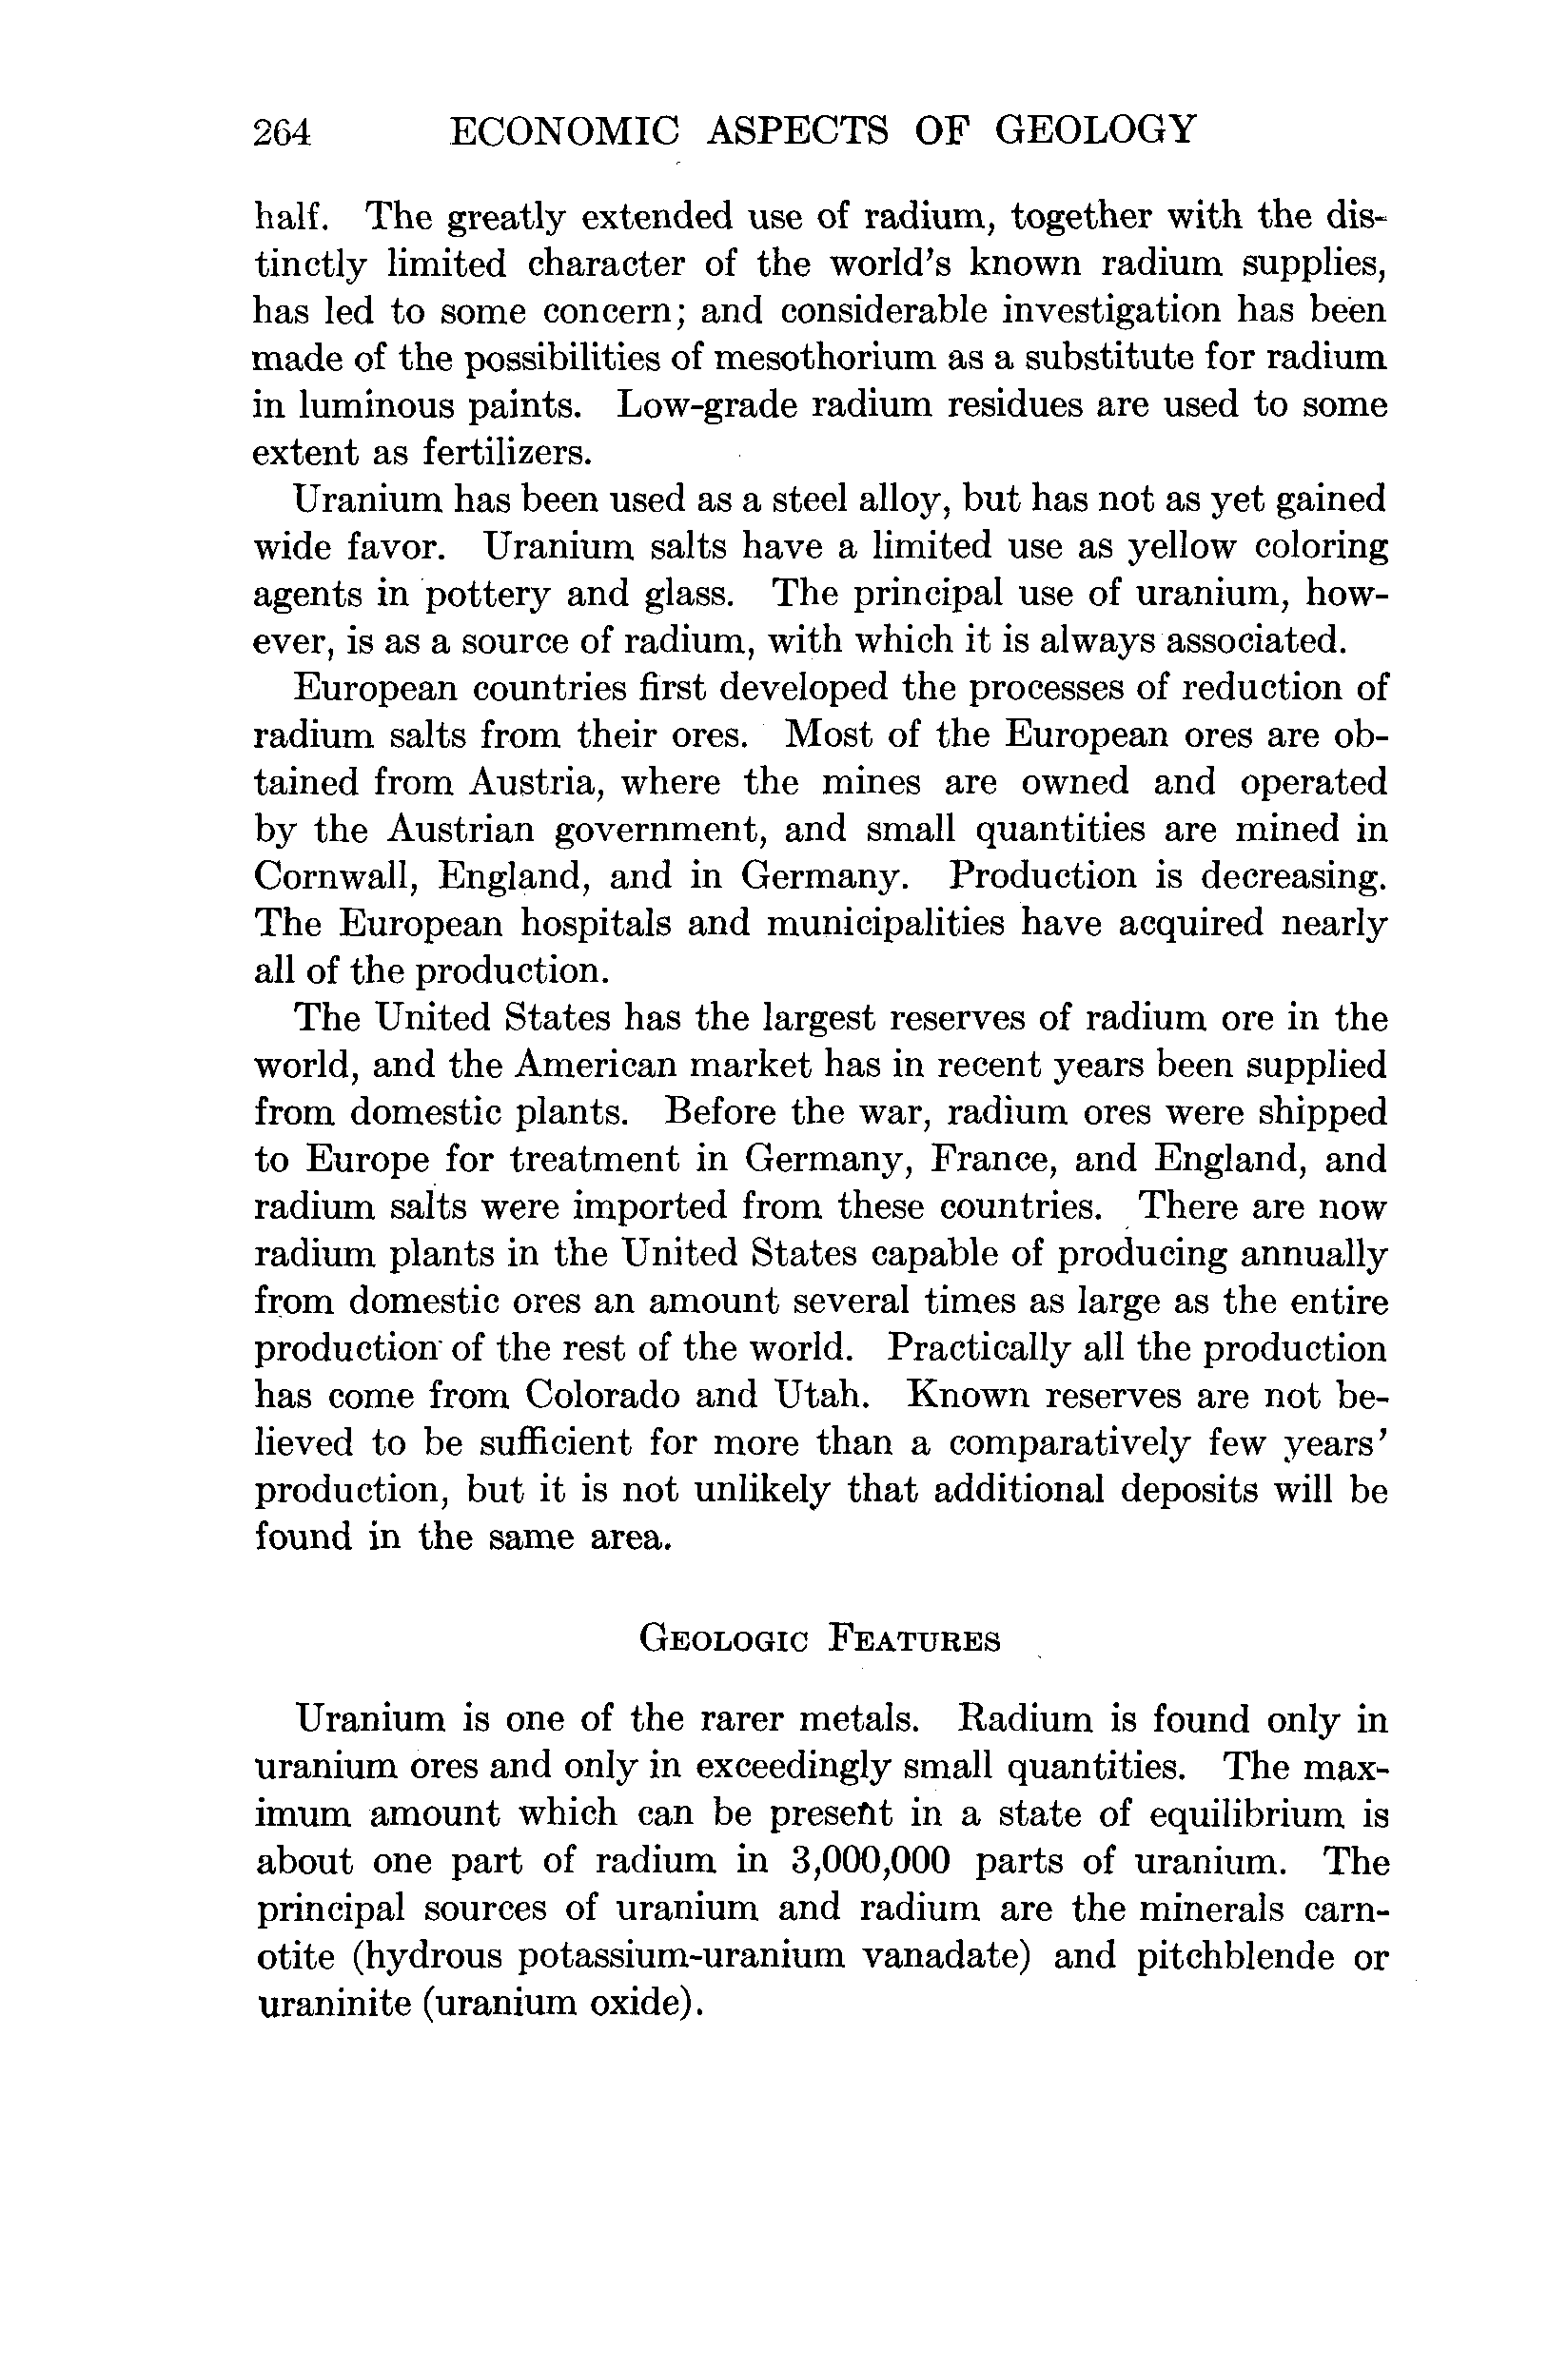 264 ECONOMIC ASPECTS OF GEOLOGY
half. The greatly extended use of radium, together with the dis-
tinctly limited character of the world's known radium supplies,
has led to some concern; and considerable investigation has been
made of the possibilities of mesothorium as a substitute for radium
in luminous paints. Low-grade radium residues are used to some
extent as fertilizers.
Uranium has been used as a steel alloy, but has not as yet gained
wide favor. Uranium salts have a limited use as yellow coloring
agents in pottery and glass. The principal use of uranium, how-
ever, is as a source of radium, with which it is always associated.
European countries first developed the processes of reduction of
radium salts from their ores. Most of the European ores are ob-
tained from Austria, where the mines are owned and operated
by the Austrian government, and small quantities are mined in
Cornwall, England, and in Germany. Production is decreasing.
The European hospitals and municipalities have acquired nearly
all of the production.
The United States has the largest reserves of radium ore in the
world, and the American market has in recent years been supplied
from domestic plants. Before the war, radium ores were shipped
to Europe for treatment in Germany, France, and England, and
radium salts were imported from these countries. There are now
radium plants in the United States capable of producing annually
from domestic ores an amount several times as large as the entire
production of the rest of the world. Practically all the production
has come from Colorado and Utah. Known reserves are not be-
lieved to be sufficient for more than a comparatively few years'
production, but it is not unlikely that additional deposits will be
found in the same area.
GEOLOGIC FEATURES
Uranium is one of the rarer metals. Radium is found only in
uranium ores and only in exceedingly small quantities. The max-
imum amount which can be present in a state of equilibrium is
about one part of radium in 3,000,000 parts of uranium. The
principal sources of uranium and radium are the minerals carn-
otite (hydrous potassium-uranium vanadate) and pitchblende or
uraninite (uranium oxide).